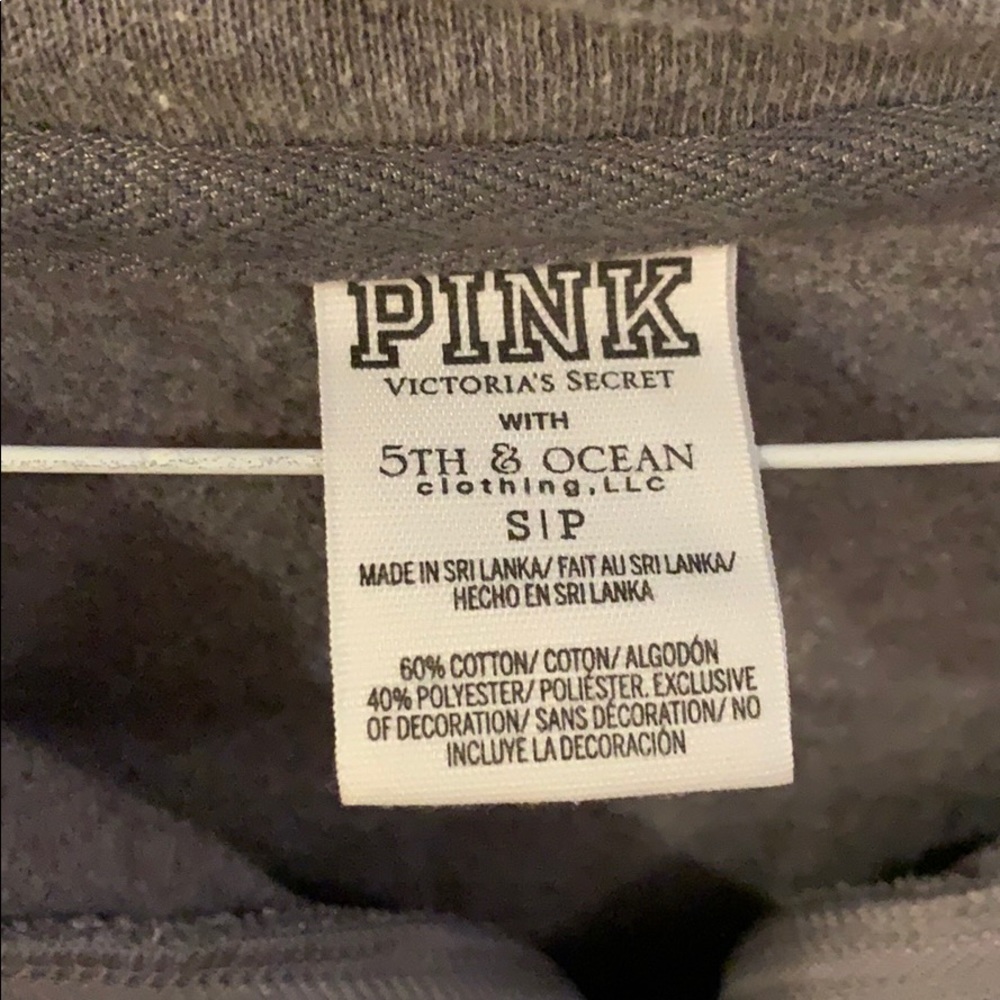 PINK
VICTORIA'S SECRET
WITH
5TH & OCEAN
clothing, LLC
S|P
MADE IN SRI LANKA/ FAIT AU SRI LANKA/
HECHO EN SRI LANKA
60% COTTON/ COTON/ ALGODÓN
40% POLYESTER/ POLIÉSTER. EXCLUSIVE
OF DECORATION/ SANS DÉCORATION/ NO
INCLUYE LA DECORACIÓN